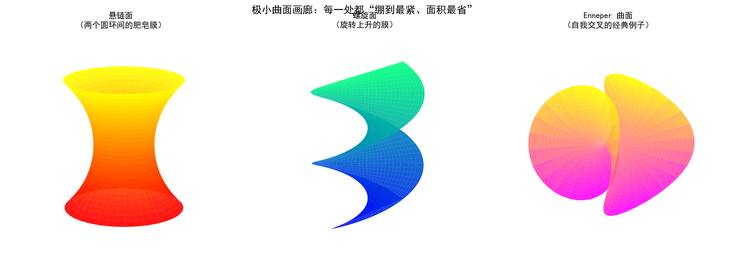 极小曲面画廊：每一处都“绷到最紧、面积最省”
悬链面
（两个圆环间的肥皂膜）
螺旋面
（旋转上升的膜）
Enneper 曲面
（自我交叉的经典例子）